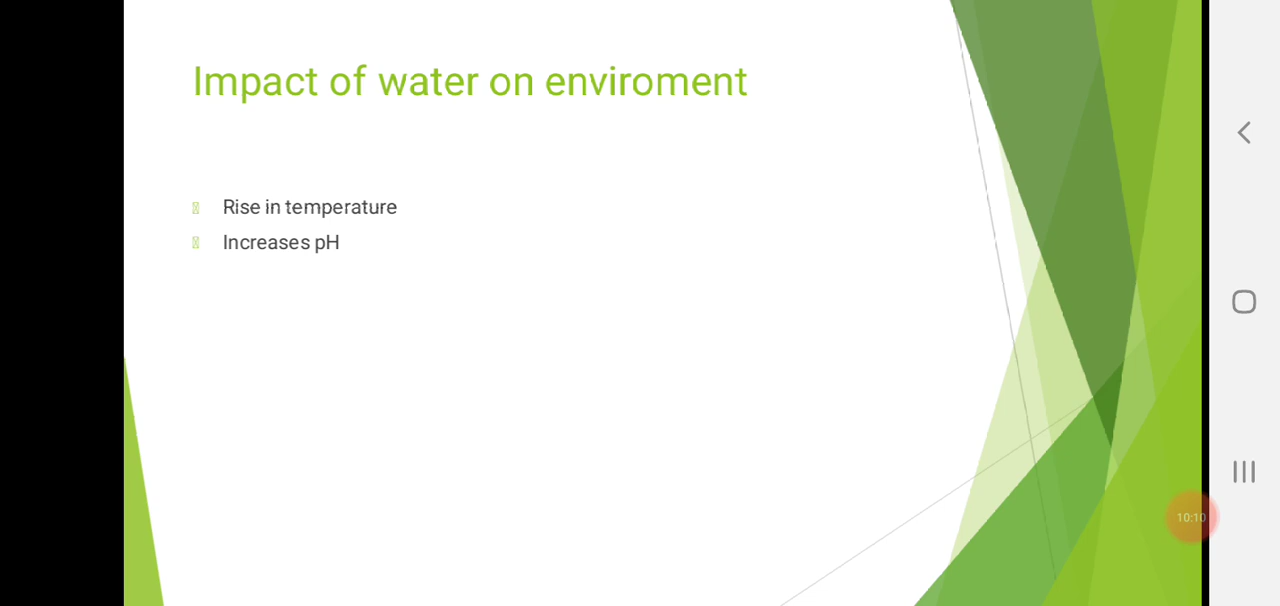 Impact of water on enviroment
Rise in temperature
Increases pH
10:10